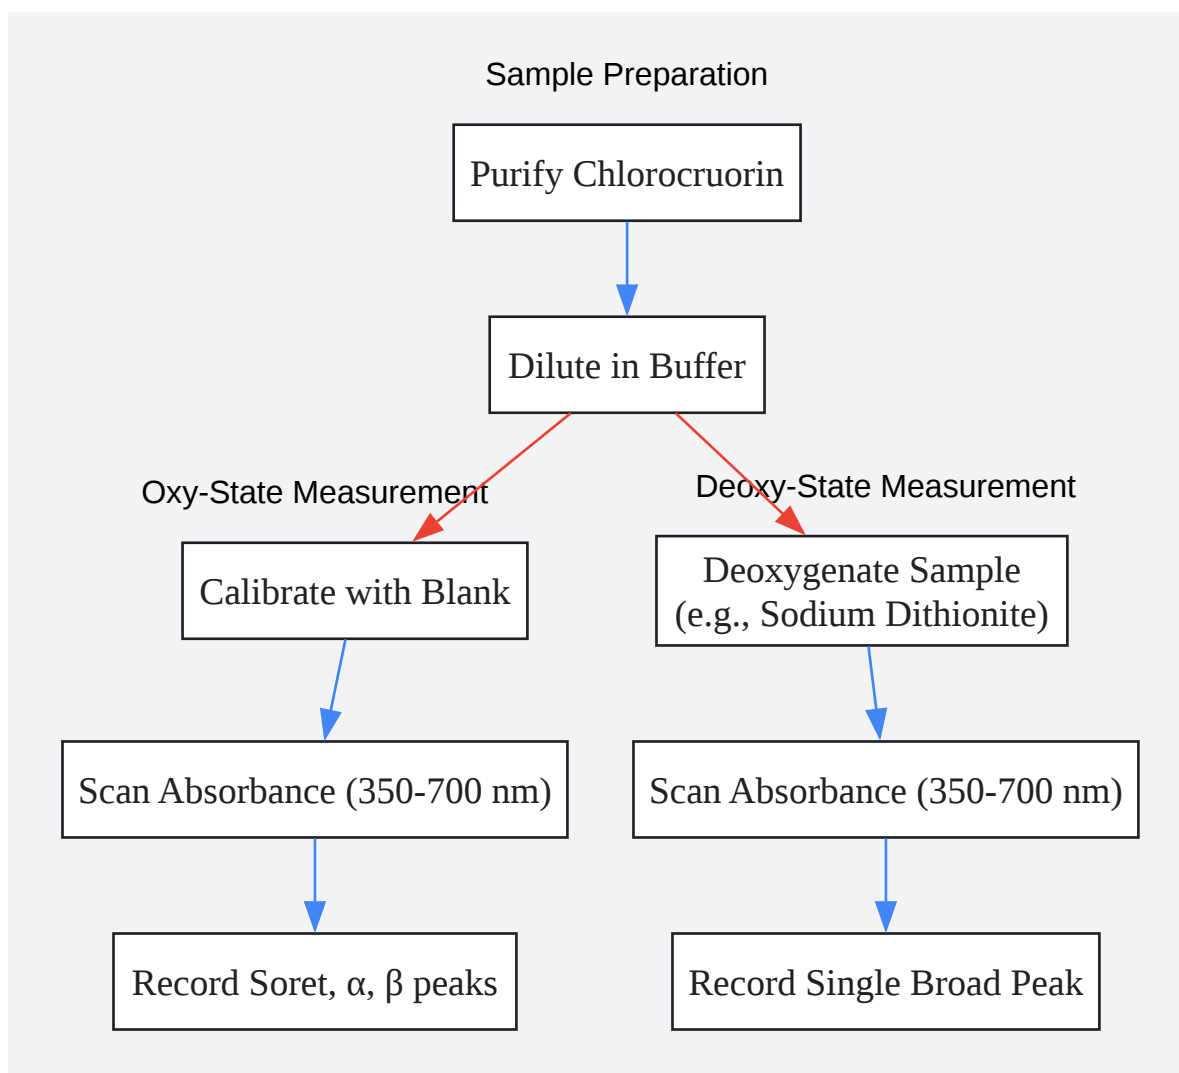 Sample Preparation
Purify Chlorocruorin
Dilute in Buffer
Oxy-State Measurement
Calibrate with Blank
Scan Absorbance (350-700 nm)
Record Soret, α, β peaks
Deoxy-State Measurement
Deoxygenate Sample
(e.g., Sodium Dithionite)
Scan Absorbance (350-700 nm)
Record Single Broad Peak